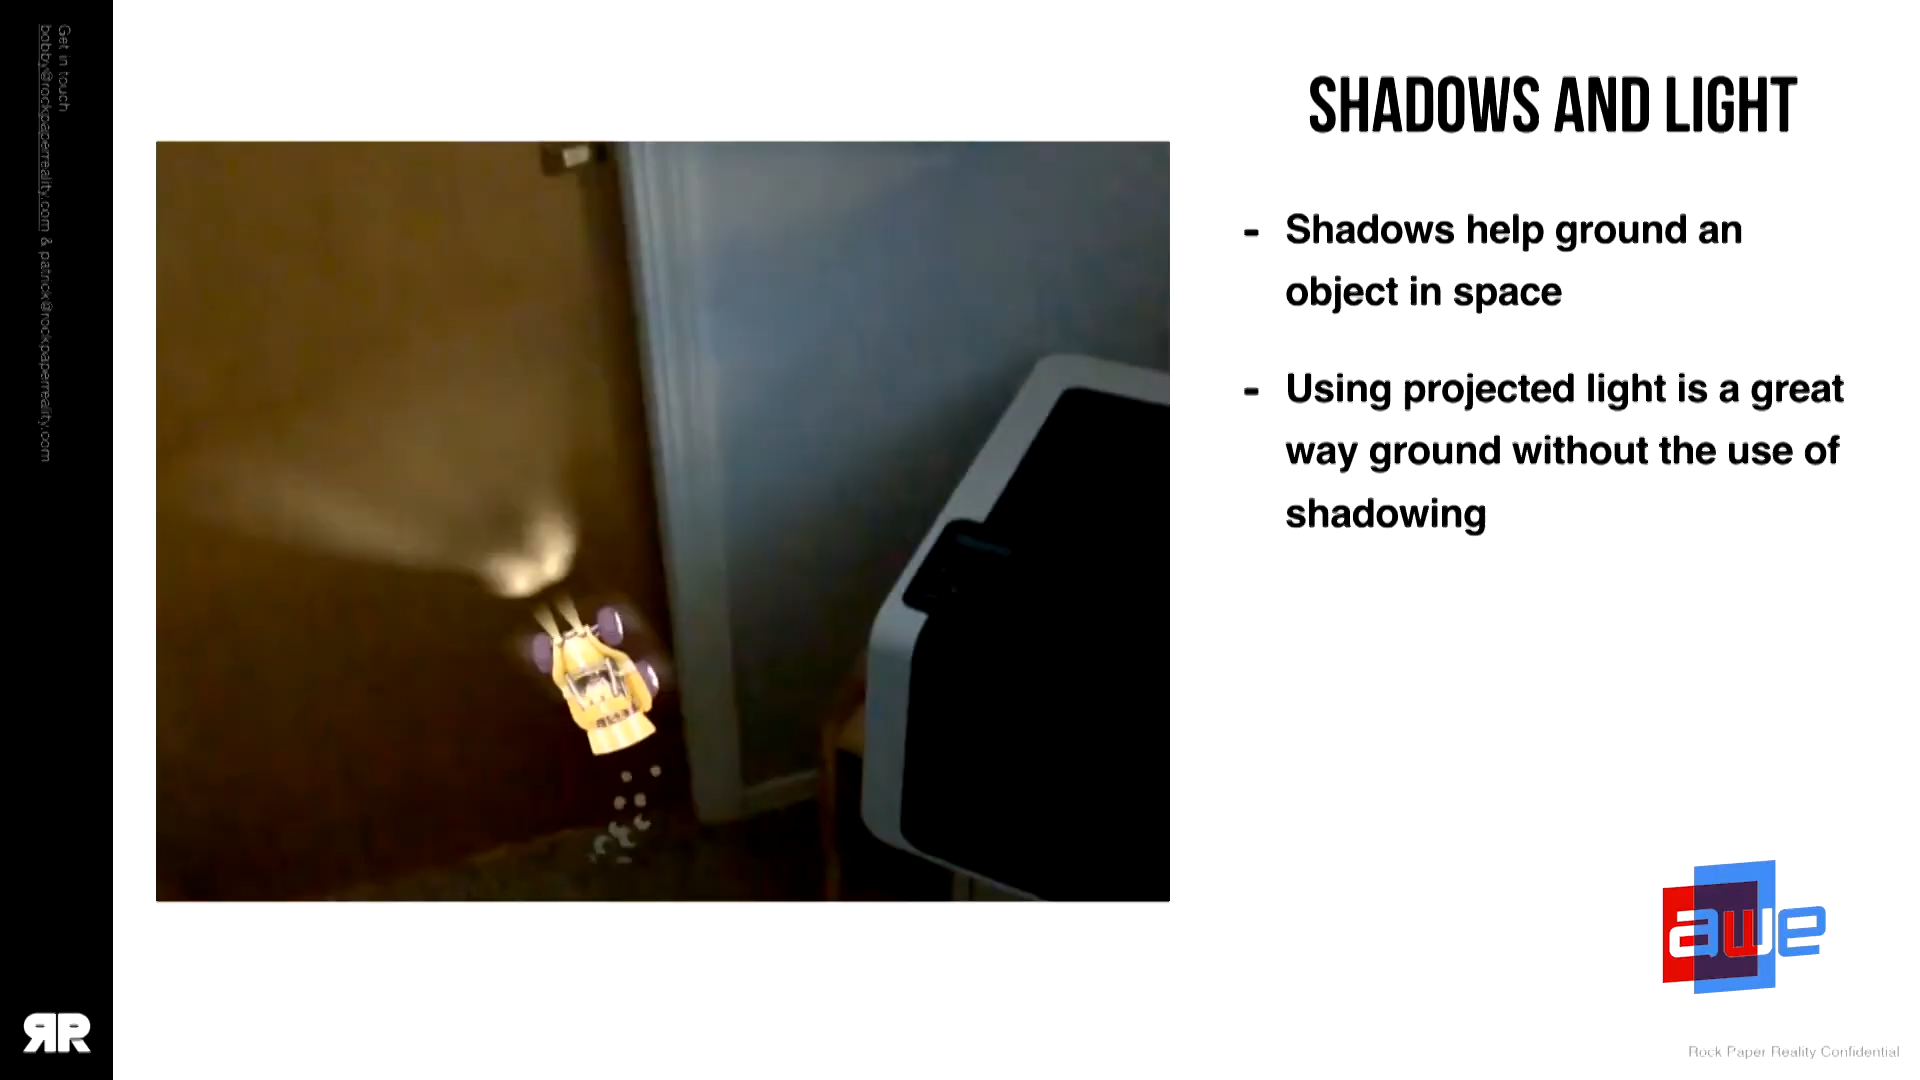 Get in touch
bobby@rockpaperreality.com & patrick@rockpaperreality.com
SHADOWS AND LIGHT
- Shadows help ground an
object in space
- Using projected light is a great
way ground without the use of
shadowing
awe
RR
Rock Paper Reality Confidential